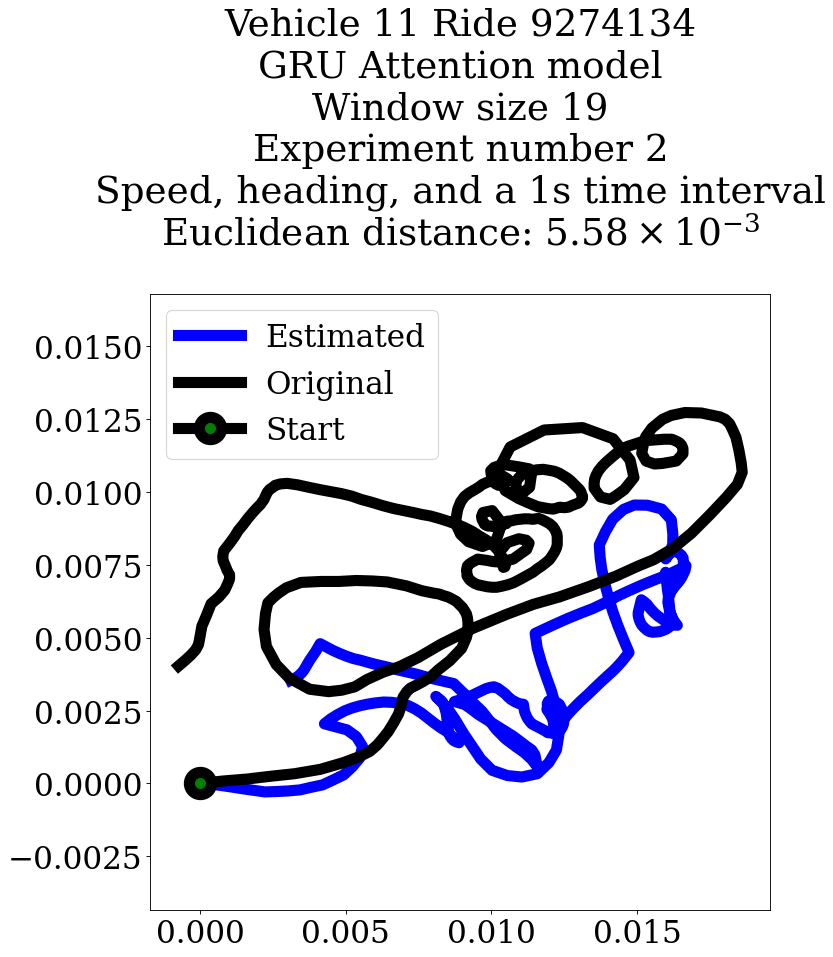 Vehicle 11 Ride 9274134
GRU Attention model
Window size 19
Experiment number 2
Speed, heading, and a 1s time interval
Euclidean distance: 5.58 × 10⁻³
Estimated
Original
Start
0.0150
0.0125
0.0100
0.0075
0.0050
0.0025
0.0000
−0.0025
0.000 0.005 0.010 0.015